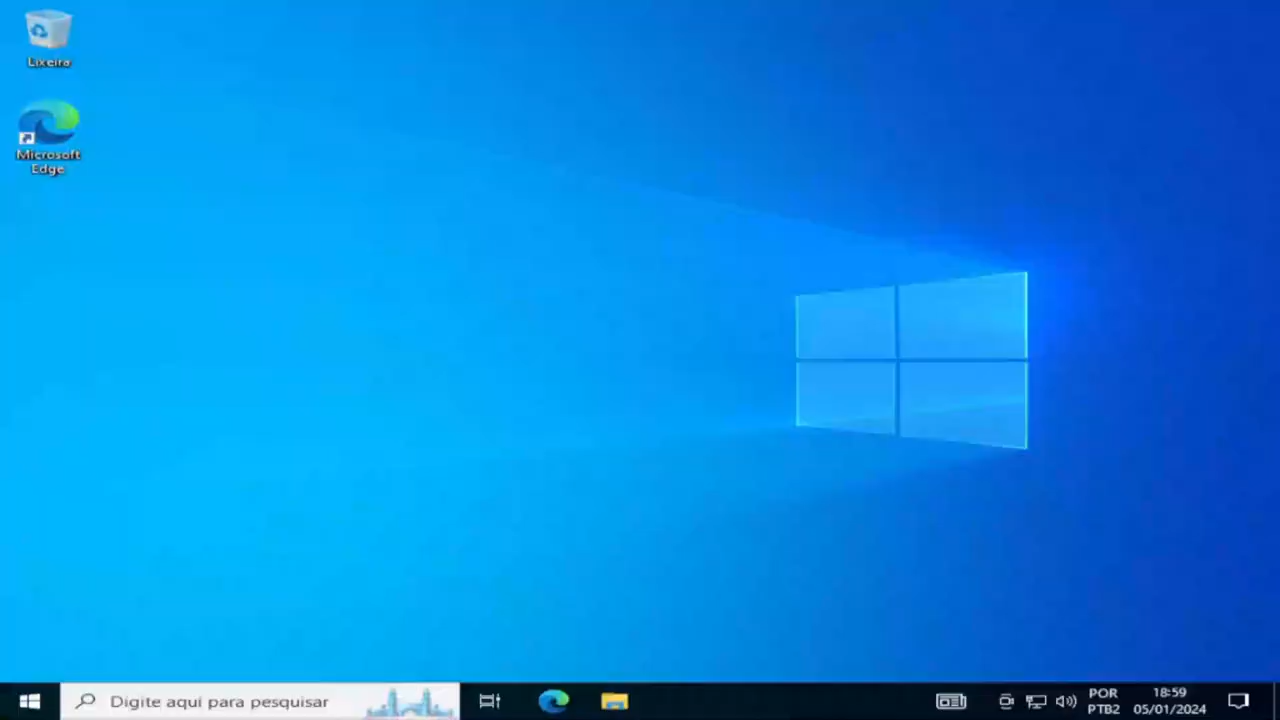 Lixeira
Microsoft
Edge
Digite aqui para pesquisar
POR
PTB2
18:59
05/01/2024